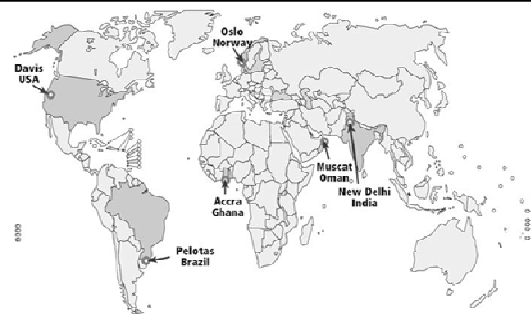 Oslo
Norway
Davis
USA
Muscat
Oman
New Delhi
India
Accra
Ghana
Pelotas
Brazil